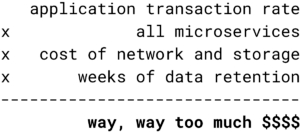 application transaction rate
x all microservices
x cost of network and storage
x weeks of data retention
--------------------------------
way, way too much $$$$